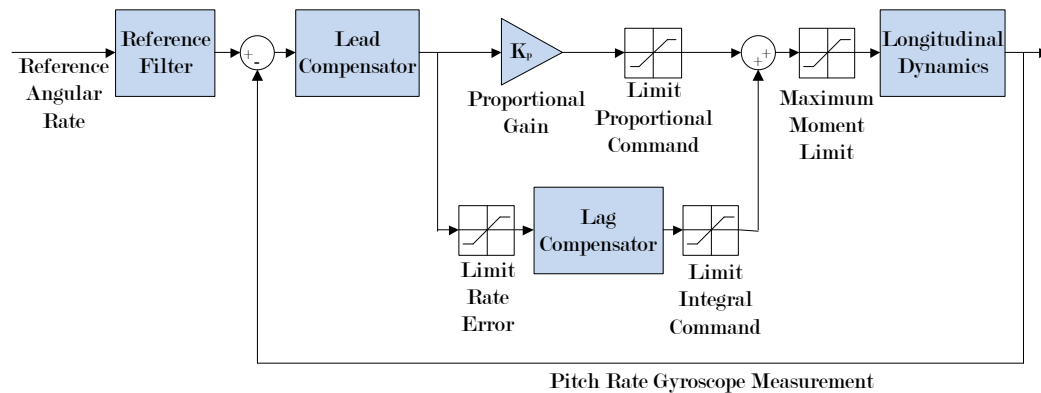 Reference
Filter
Reference
Angular
Rate
+
-
Lead
Compensator
K_P
Proportional
Gain
Limit
Proportional
Command
+
+
Maximum
Moment
Limit
Longitudinal
Dynamics
Limit
Rate
Error
Lag
Compensator
Limit
Integral
Command
Pitch Rate Gyroscope Measurement